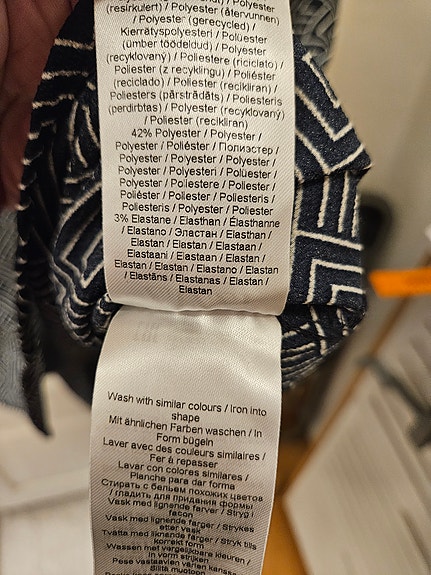 (resirkulert) / Polyester (återvunnen)
/ Polyester (gerecycled) /
Kierrätyspolyesteri / Polüester
(ümber töödeldud) / Polyester
(recyklovaný) / Poliestere (riciclato) /
Poliester (z recyklingu) / Poliéster
(reciclado) / Poliester (recikliran) /
Poliesters (pārstrādāts) / Poliesteris
(perdirbtas) / Polyester (recyklovaný)
/ Poliester (recikliran)
42% Polyester / Polyester /
Polyester / Poliéster / Полиэстер /
Polyester / Polyester / Polyester /
Polyester / Polyesteri / Polüester /
Polyester / Poliestere / Poliester /
Poliéster / Poliester / Poliesters /
Poliesteris / Polyester / Poliester
3% Elastane / Elasthan / Élasthanne
/ Elastano / Эластан / Elasthan /
Elastan / Elastan / Elastaan /
Elastaani / Elastaan / Elastan /
Elastan / Elastan / Elastano / Elastan
/ Elastāns / Elastanas / Elastan /
Elastan
Wash with similar colours / Iron into
shape
Mit ähnlichen Farben waschen / In
Form bügeln
Laver avec des couleurs similaires /
Fer à repasser
Lavar con colores similares /
Planche para dar forma
Стирать с бельем похожих цветов
/ гладить для придания формы
Vask med lignende farver / Stryg i
facon
Vask med lignende farger / Strykes
etter vask
Tvätta med liknande färger / Stryk tills
korrekt form
Wassen met vergelijkbare kleuren /
In vorm strijken
Pese vastaavien värien kanssa /
Silitä muotoon